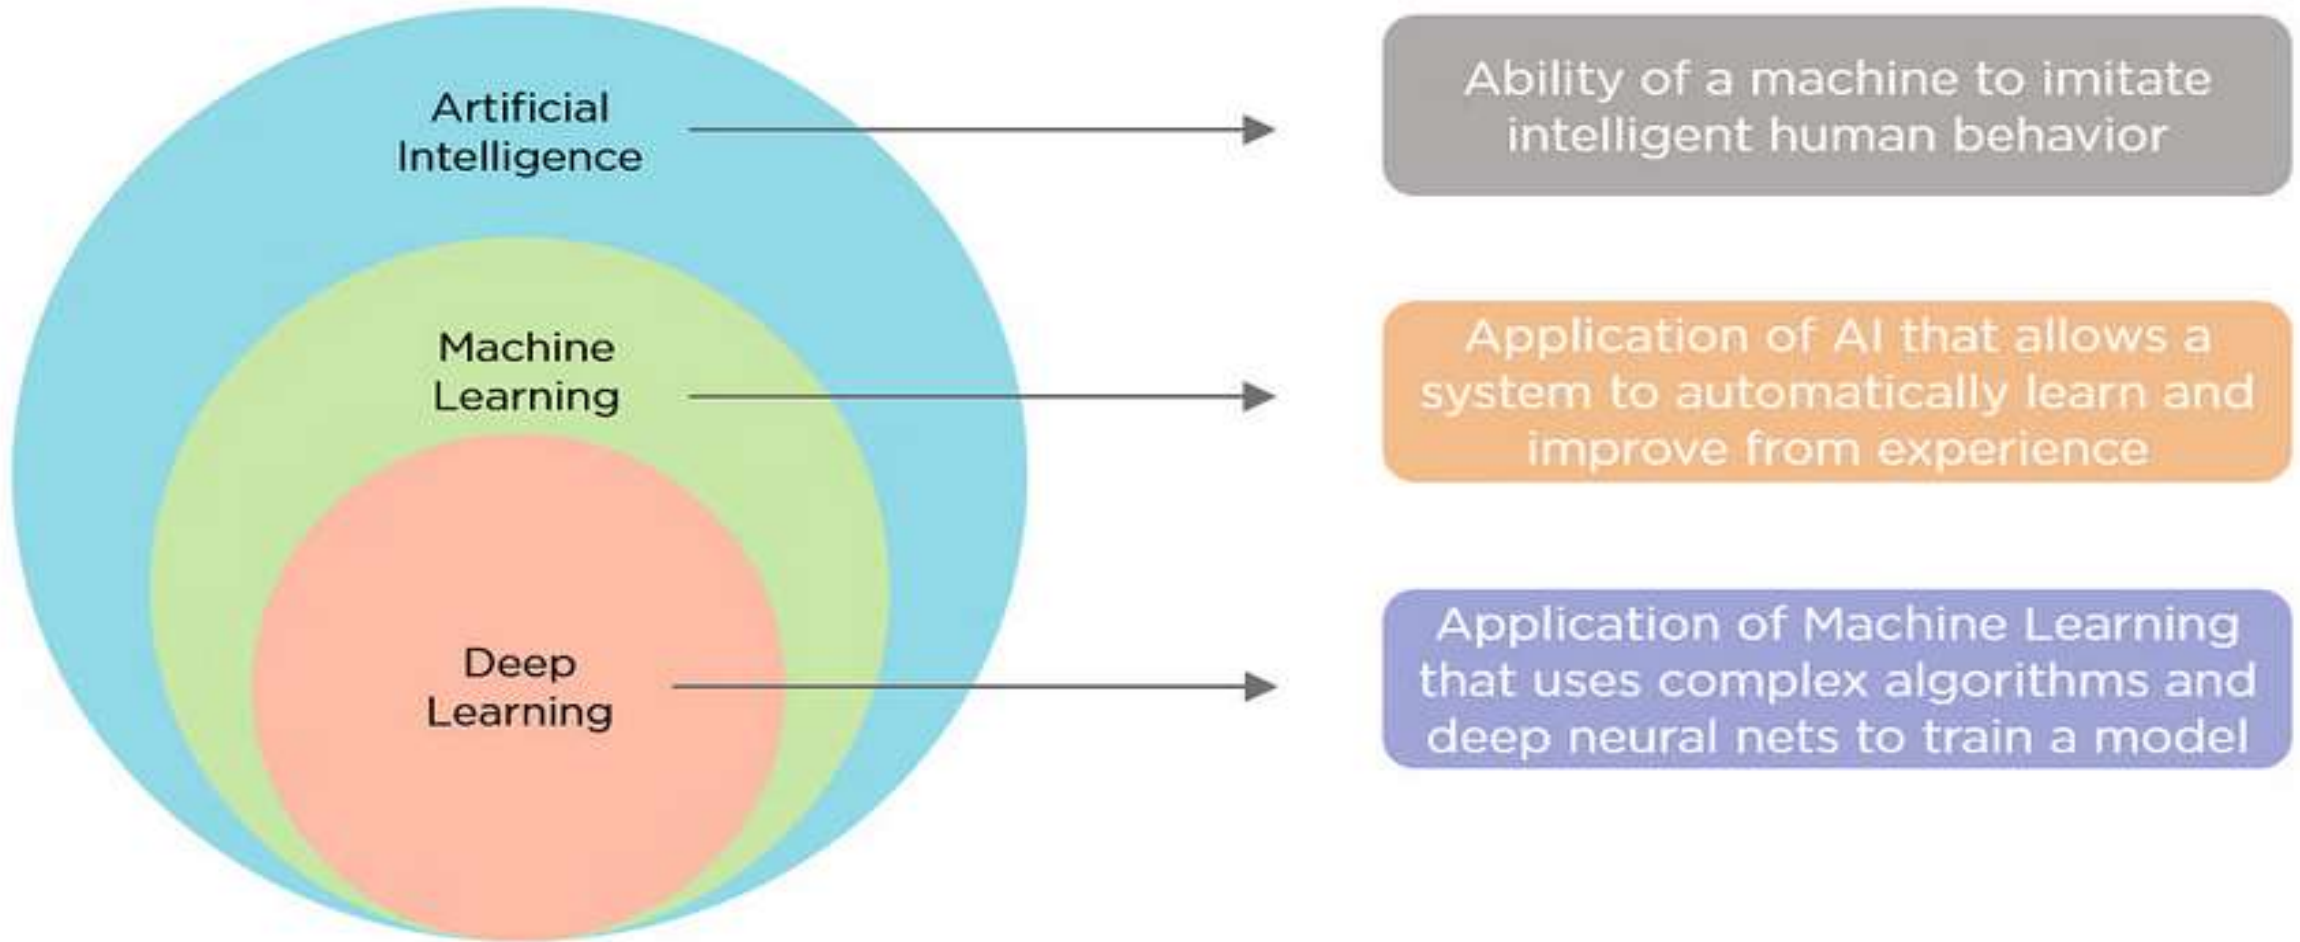 Artificial
Intelligence
Ability of a machine to imitate
intelligent human behavior
Machine
Learning
Application of AI that allows a
system to automatically learn and
improve from experience
Deep
Learning
Application of Machine Learning
that uses complex algorithms and
deep neural nets to train a model